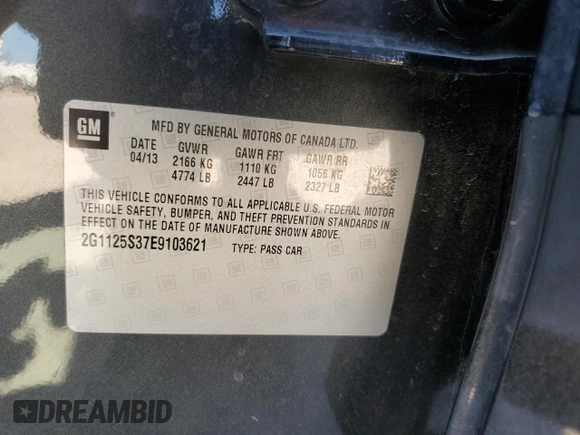 GM
MFD BY GENERAL MOTORS OF CANADA LTD.
DATE GVWR GAWR FRT GAWR RR
04/13 2166 KG 1110 KG 1056 KG
4774 LB 2447 LB 2327 LB
THIS VEHICLE CONFORMS TO ALL APPLICABLE U.S. FEDERAL MOTOR
VEHICLE SAFETY, BUMPER, AND THEFT PREVENTION STANDARDS IN
EFFECT ON THE DATE OF MANUFACTURE SHOWN ABOVE.
2G1125S37E9103621 TYPE: PASS CAR
DREAMBID